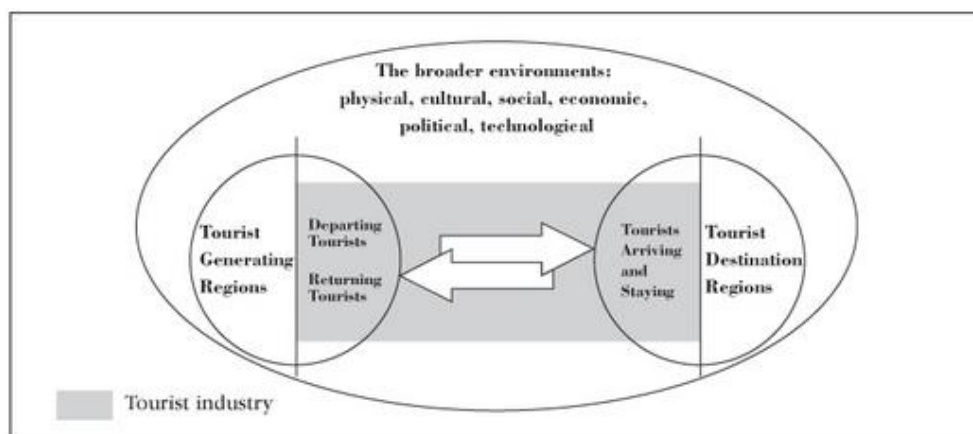 The broader environments:
physical, cultural, social, economic,
political, technological
Tourist
Generating
Regions
Departing
Tourists
Returning
Tourists
Tourists
Arriving
and
Staying
Tourist
Destination
Regions
Tourist industry